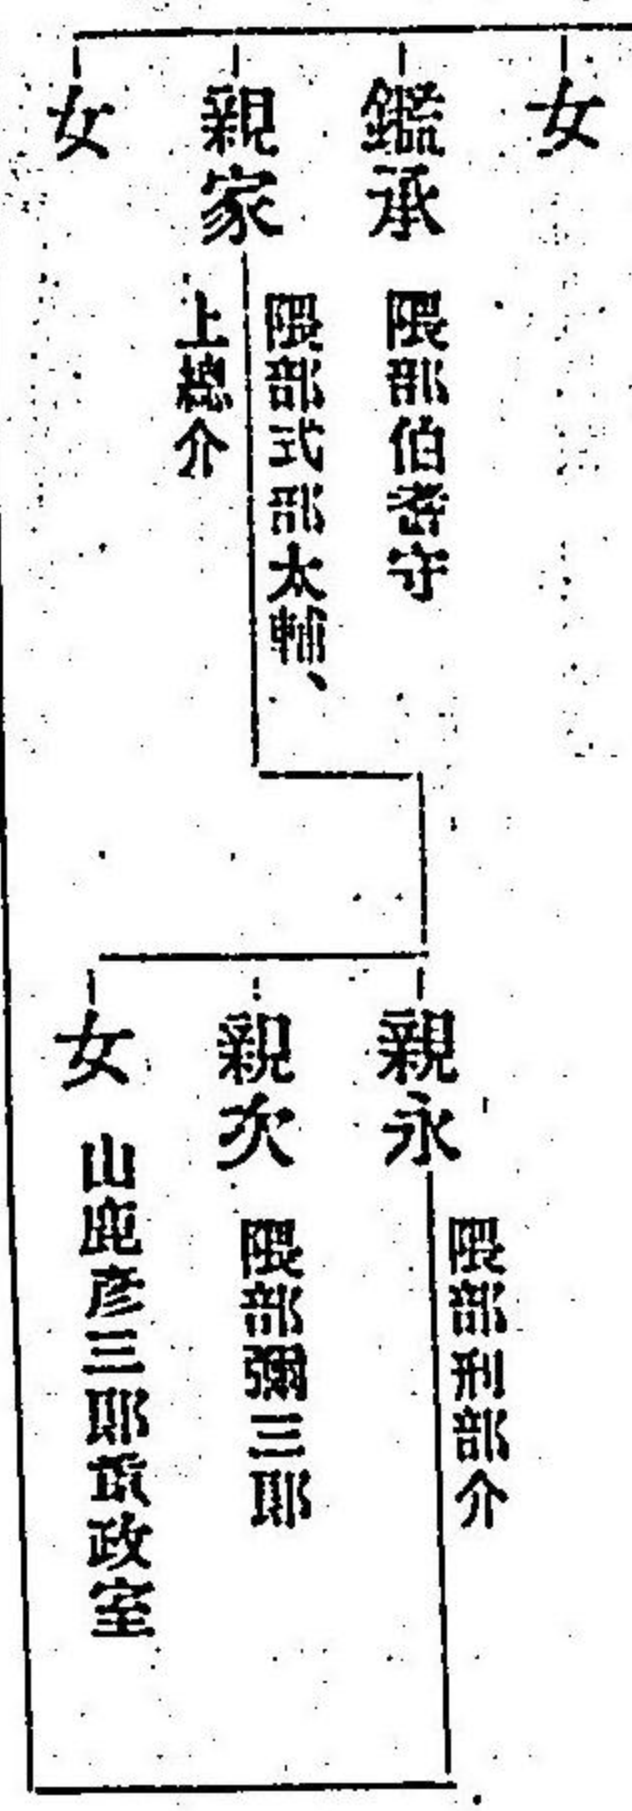 女
鑑承
隈部伯耆守
親家
隈部式部太輔、
上總介
女
親永
隈部刑部介
親次
隈部彌三郎
女
山鹿彦三郎重政室